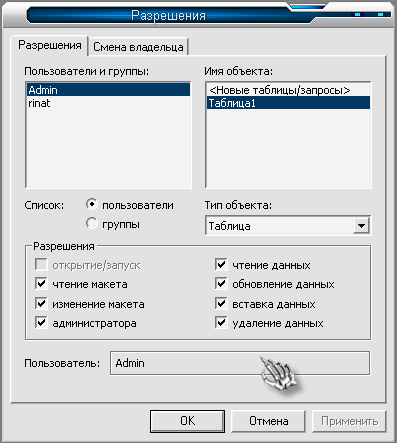 Разрешения
Разрешения Смена владельца
Пользователи и группы: Имя объекта:
Admin <Новые таблицы/запросы>
rinat Таблица1
Список: пользователи Тип объекта:
группы Таблица
Разрешения
открытие/запуск чтение данных
чтение макета обновление данных
изменение макета вставка данных
администратора удаление данных
Пользователь: Admin
OK Отмена Применить